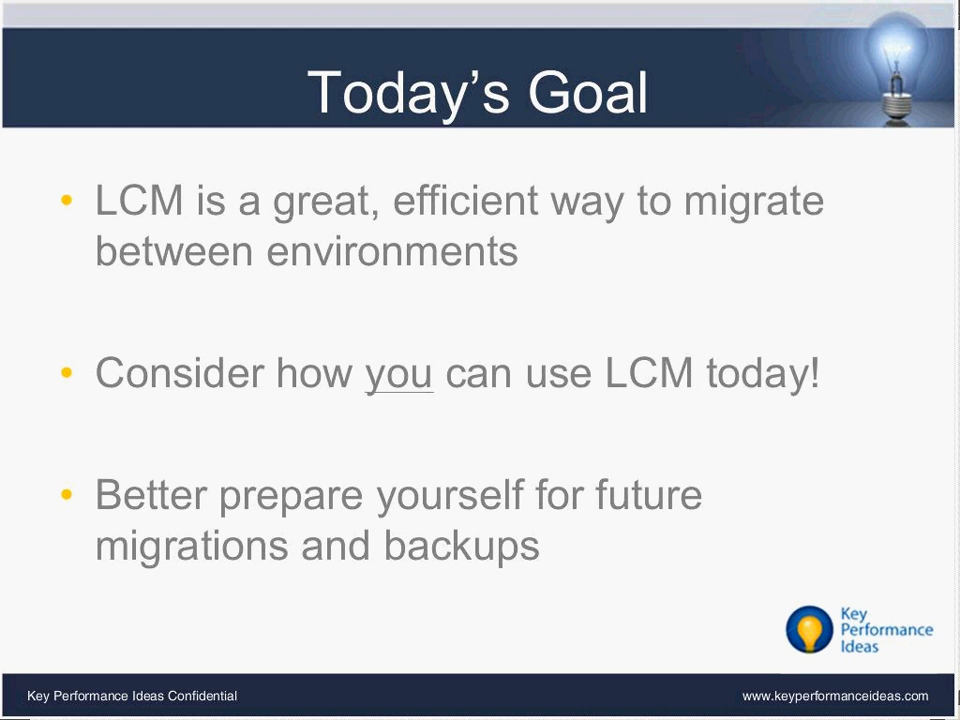 Today’s Goal
• LCM is a great, efficient way to migrate
between environments
• Consider how you can use LCM today!
• Better prepare yourself for future
migrations and backups
Key
Performance
Ideas
Key Performance Ideas Confidential
www.keyperformanceideas.com